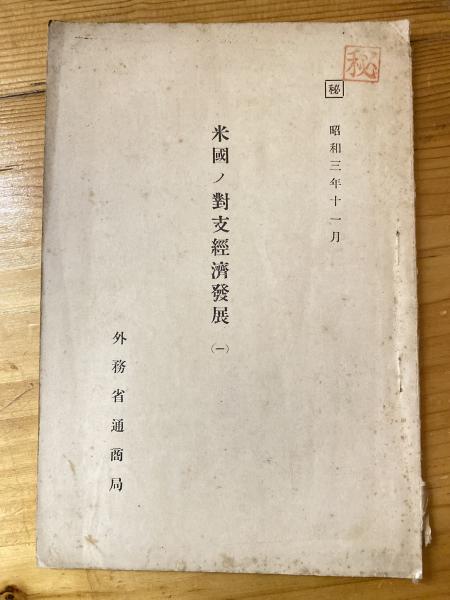 秘
秘
昭和三年十一月
米國ノ對支經濟發展(一)
外務省通商局